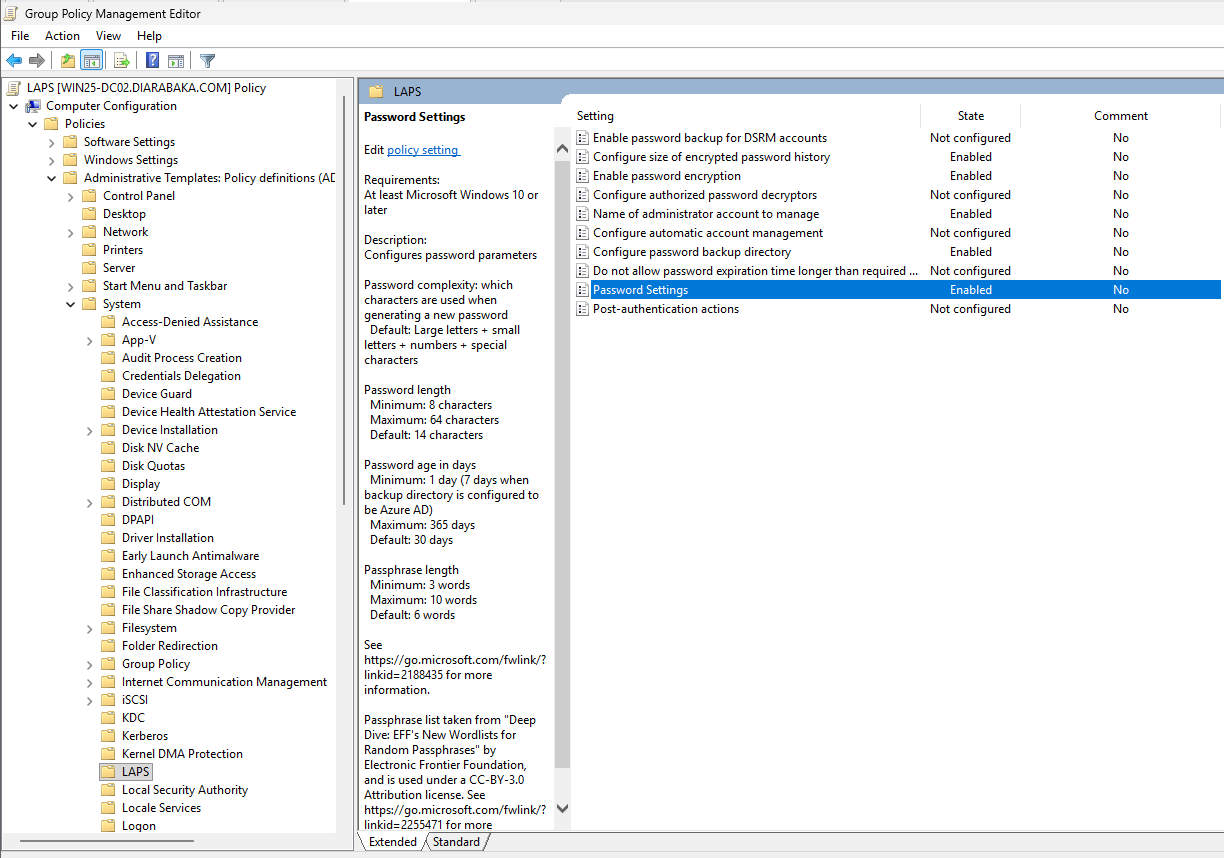 Group Policy Management Editor
File Action View Help
LAPS [WIN25-DC02.DIARABAKA.COM] Policy
Computer Configuration
Policies
Software Settings
Windows Settings
Administrative Templates: Policy definitions (AD
Control Panel
Desktop
Network
Printers
Server
Start Menu and Taskbar
System
Access-Denied Assistance
App-V
Audit Process Creation
Credentials Delegation
Device Guard
Device Health Attestation Service
Device Installation
Disk NV Cache
Disk Quotas
Display
Distributed COM
DPAPI
Driver Installation
Early Launch Antimalware
Enhanced Storage Access
File Classification Infrastructure
File Share Shadow Copy Provider
Filesystem
Folder Redirection
Group Policy
Internet Communication Management
iSCSI
KDC
Kerberos
Kernel DMA Protection
LAPS
Local Security Authority
Locale Services
Logon
LAPS
Password Settings
Edit policy setting
Requirements:
At least Microsoft Windows 10 or
later
Description:
Configures password parameters
Password complexity: which
characters are used when
generating a new password
Default: Large letters + small
letters + numbers + special
characters
Password length
Minimum: 8 characters
Maximum: 64 characters
Default: 14 characters
Password age in days
Minimum: 1 day (7 days when
backup directory is configured to
be Azure AD)
Maximum: 365 days
Default: 30 days
Passphrase length
Minimum: 3 words
Maximum: 10 words
Default: 6 words
See
https://go.microsoft.com/fwlink/?
linkid=2188435 for more
information.
Passphrase list taken from "Deep
Dive: EFF's New Wordlists for
Random Passphrases" by
Electronic Frontier Foundation,
and is used under a CC-BY-3.0
Attribution license. See
https://go.microsoft.com/fwlink/?
linkid=2255471 for more
Setting State Comment
Enable password backup for DSRM accounts Not configured No
Configure size of encrypted password history Enabled No
Enable password encryption Enabled No
Configure authorized password decryptors Not configured No
Name of administrator account to manage Enabled No
Configure automatic account management Not configured No
Configure password backup directory Enabled No
Do not allow password expiration time longer than required ... Not configured No
Password Settings Enabled No
Post-authentication actions Not configured No
Extended Standard